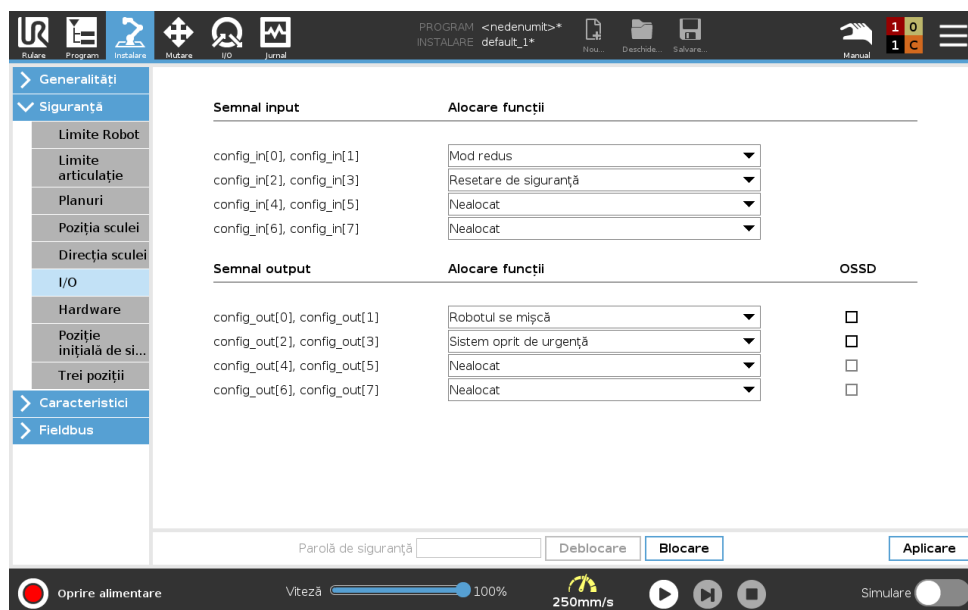 UR
PROGRAM <nedenumit>*
INSTALARE default_1*
Rulare Program Instalare Mutare I/O Jurnal Nou... Deschide... Salvare... Manual
1 0
1 C
Generalități
Siguranță
Limite Robot
Limite
articulație
Planuri
Poziția sculei
Direcția sculei
I/O
Hardware
Poziție
inițială de si...
Trei poziții
Caracteristici
Fieldbus
Semnal input Alocare funcții
config_in[0], config_in[1] Mod redus
config_in[2], config_in[3] Resetare de siguranță
config_in[4], config_in[5] Nealocat
config_in[6], config_in[7] Nealocat
Semnal output Alocare funcții OSSD
config_out[0], config_out[1] Robotul se mișcă
config_out[2], config_out[3] Sistem oprit de urgență
config_out[4], config_out[5] Nealocat
config_out[6], config_out[7] Nealocat
Parolă de siguranță Deblocare Blocare Aplicare
Oprire alimentare Viteză 100% 250mm/s Simulare